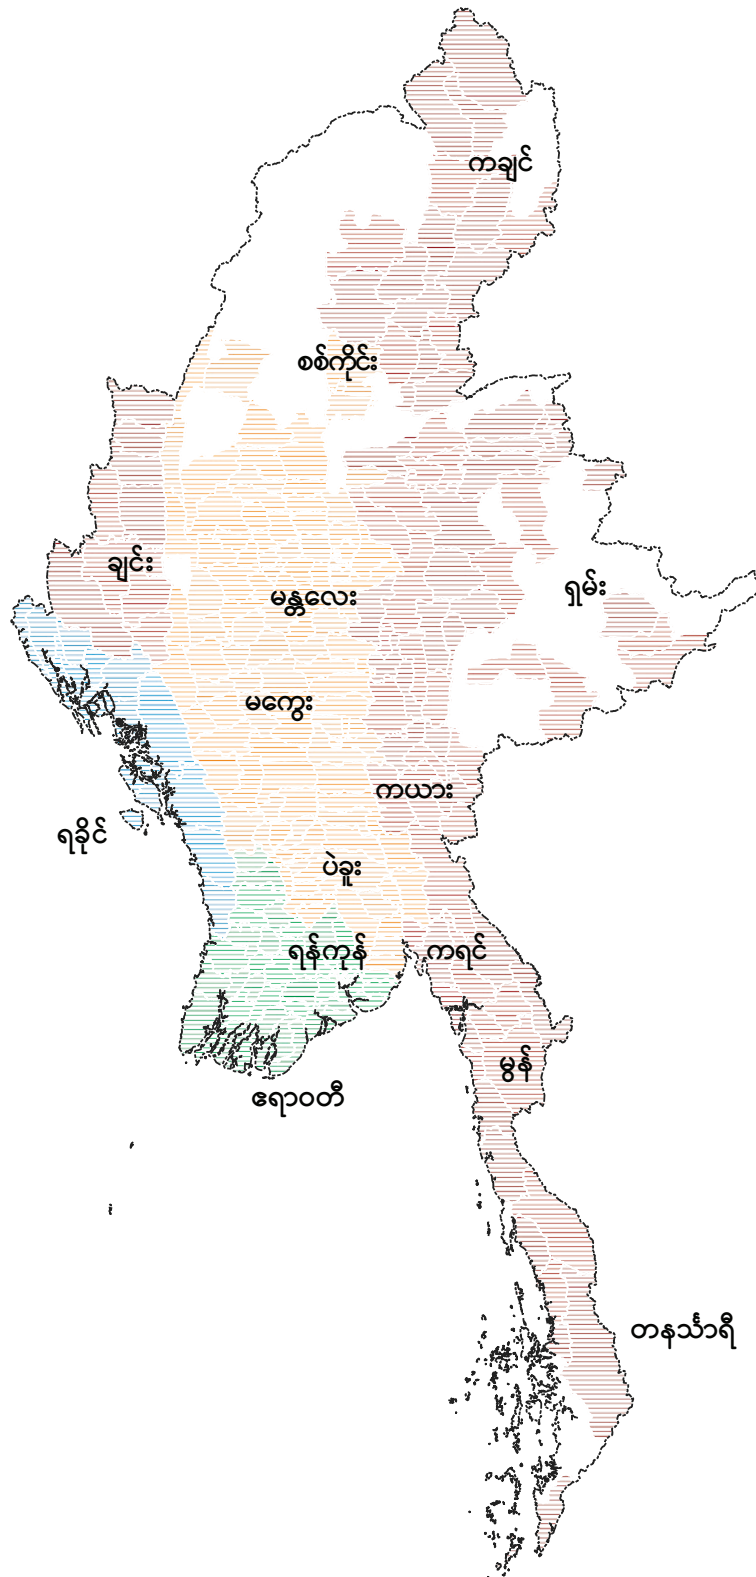 ကချင်
စစ်ကိုင်း
ချင်း
ရှမ်း
မန္တလေး
မကွေး
ကယား
ရခိုင်
ပဲခူး
ရန်ကုန်
ကရင်
မွန်
ဧရာဝတီ
တနင်္သာရီ